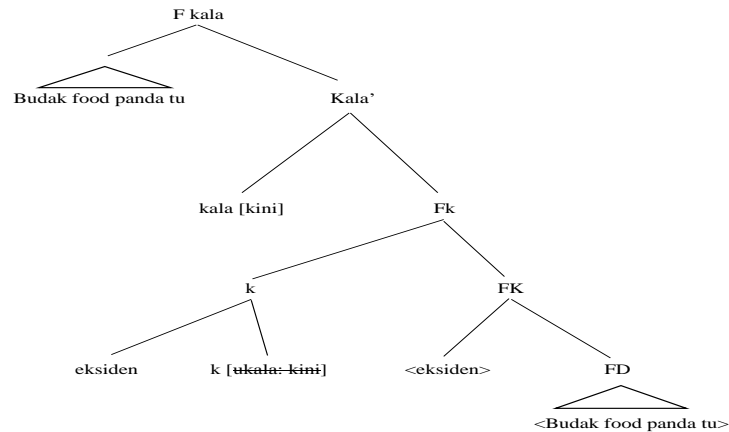 F kala
Budak food panda tu
Kala’
kala [kini]
Fk
k
FK
eksiden
k [ukala: kini]
<eksiden>
FD
<Budak food panda tu>